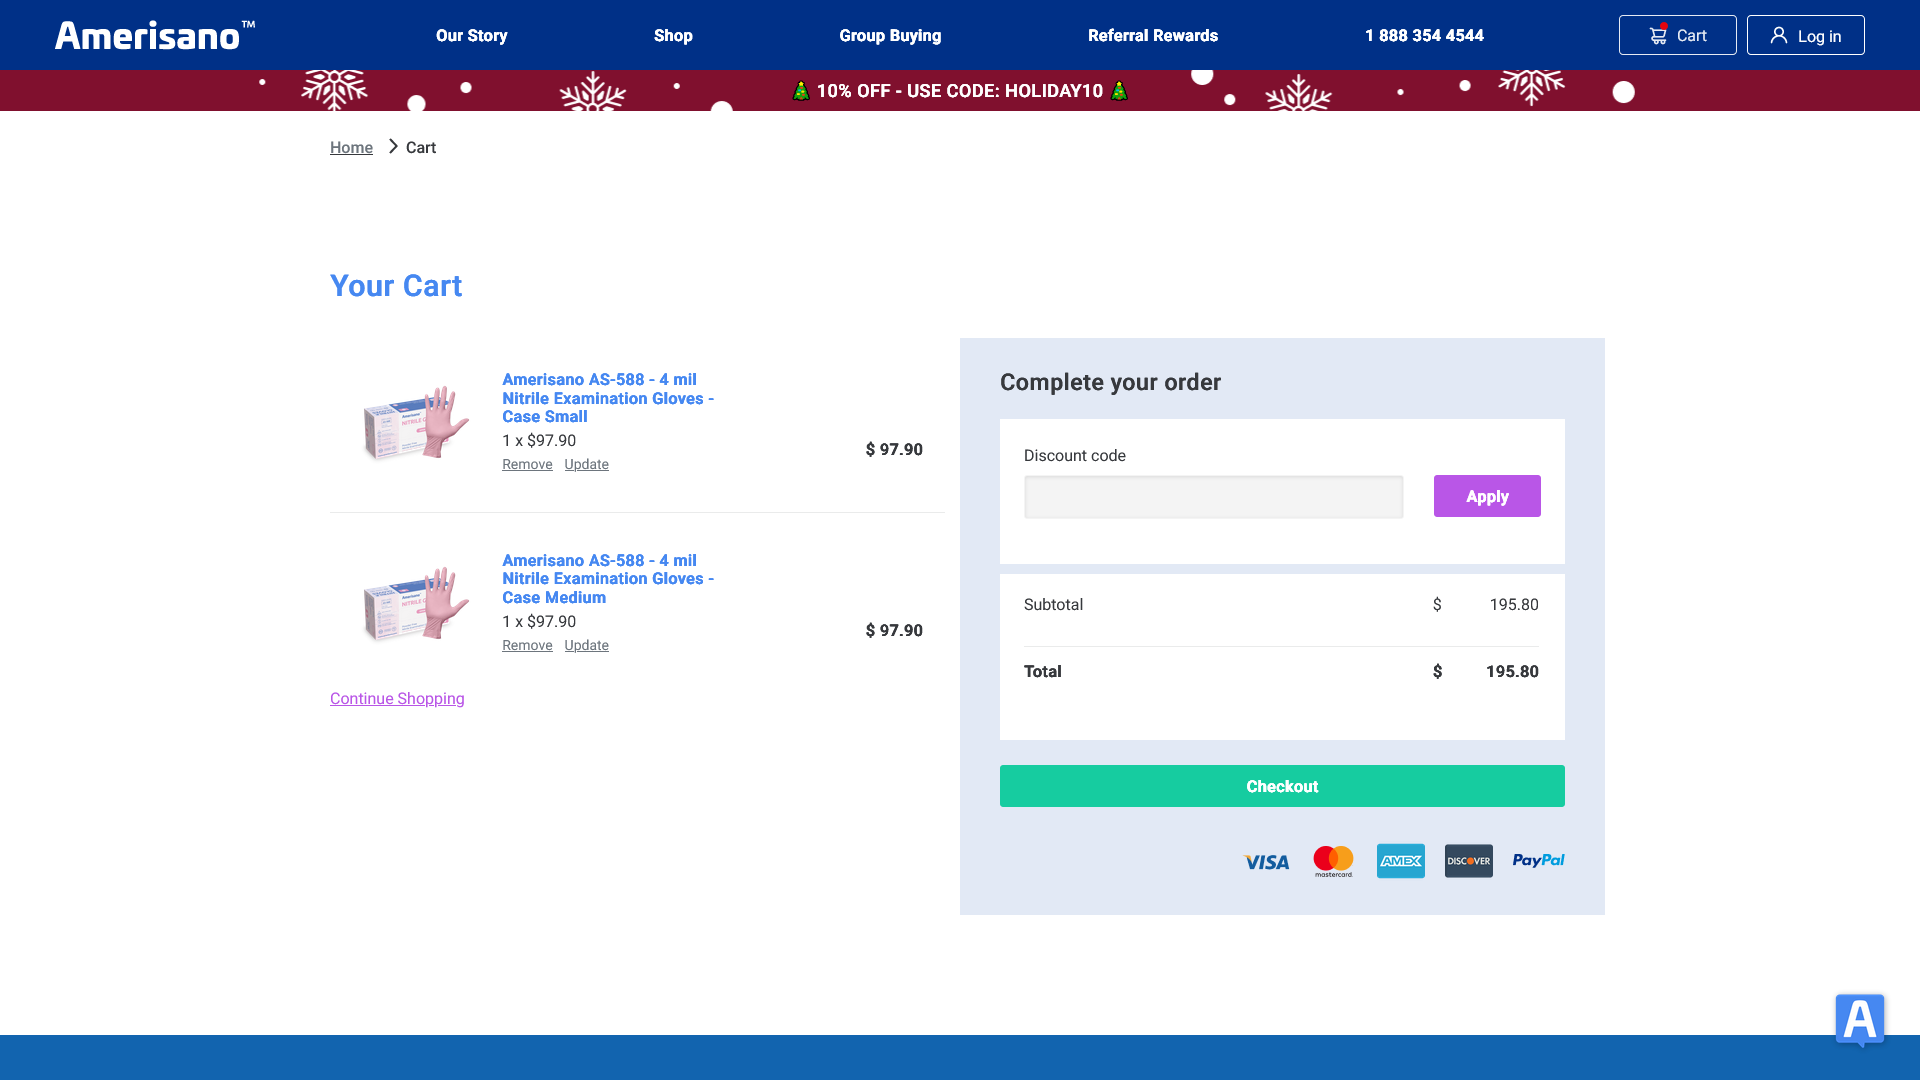 Amerisano™
Our Story
Shop
Group Buying
Referral Rewards
1 888 354 4544
Cart
Log in
🎄 10% OFF - USE CODE: HOLIDAY10 🎄
Home
Cart
Your Cart
Amerisano AS-588 - 4 mil
Nitrile Examination Gloves -
Case Small
1 x $97.90
Remove Update
$ 97.90
Amerisano AS-588 - 4 mil
Nitrile Examination Gloves -
Case Medium
1 x $97.90
Remove Update
$ 97.90
Continue Shopping
Complete your order
Discount code
Apply
Subtotal $ 195.80
Total $ 195.80
Checkout
VISA
mastercard
AMEX
DISCOVER
PayPal
A